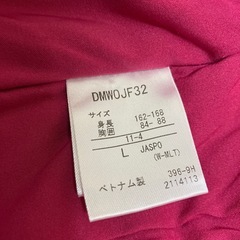 DMWOJF32
サイズ
身長 162-168
胸囲 84-88
11-4
L JASPO
(W-MLT)
396-9H
ベトナム製 2114113